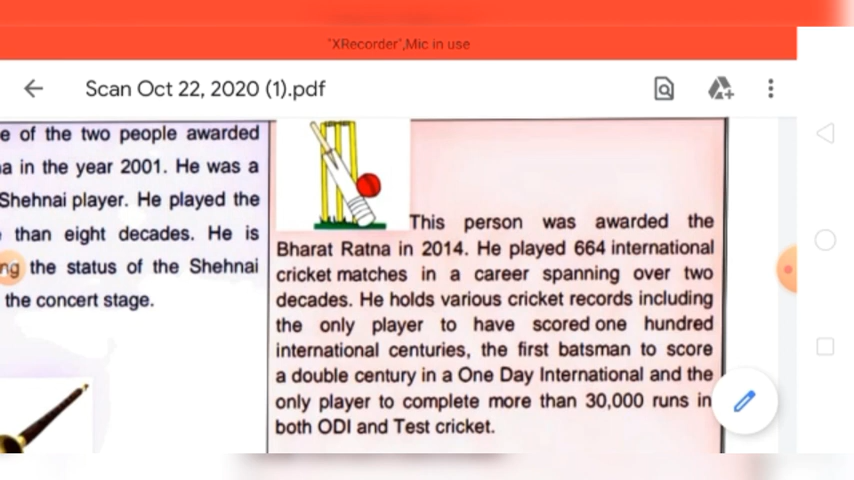 "XRecorder",Mic in use
Scan Oct 22, 2020 (1).pdf
e of the two people awarded
a in the year 2001. He was a
Shehnai player. He played the
than eight decades. He is
ng the status of the Shehnai
the concert stage.
This person was awarded the
Bharat Ratna in 2014. He played 664 international
cricket matches in a career spanning over two
decades. He holds various cricket records including
the only player to have scored one hundred
international centuries, the first batsman to score
a double century in a One Day International and the
only player to complete more than 30,000 runs in
both ODI and Test cricket.